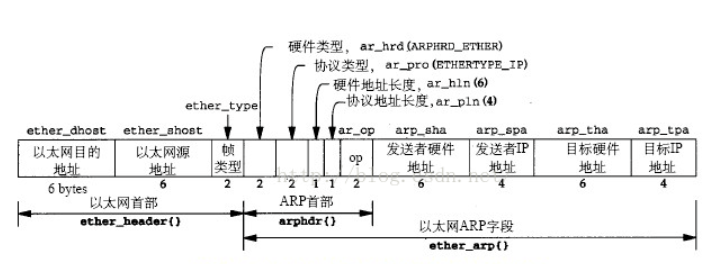 硬件类型，ar_hrd(ARPHRD_ETHER)
协议类型，ar_pro(ETHERTYPE_IP)
硬件地址长度，ar_hln(6)
协议地址长度，ar_pln(4)
ether_type
ether_dhost ether_shost ar_op arp_sha arp_spa arp_tha arp_tpa
以太网目的地址 以太网源地址 帧类型 op 发送者硬件地址 发送者IP地址 目标硬件地址 目标IP地址
6 bytes 6 2 2 2 1 1 2 6 4 6 4
以太网首部 ARP首部
ether_header{} arphdr{}
以太网ARP字段
ether_arp{}